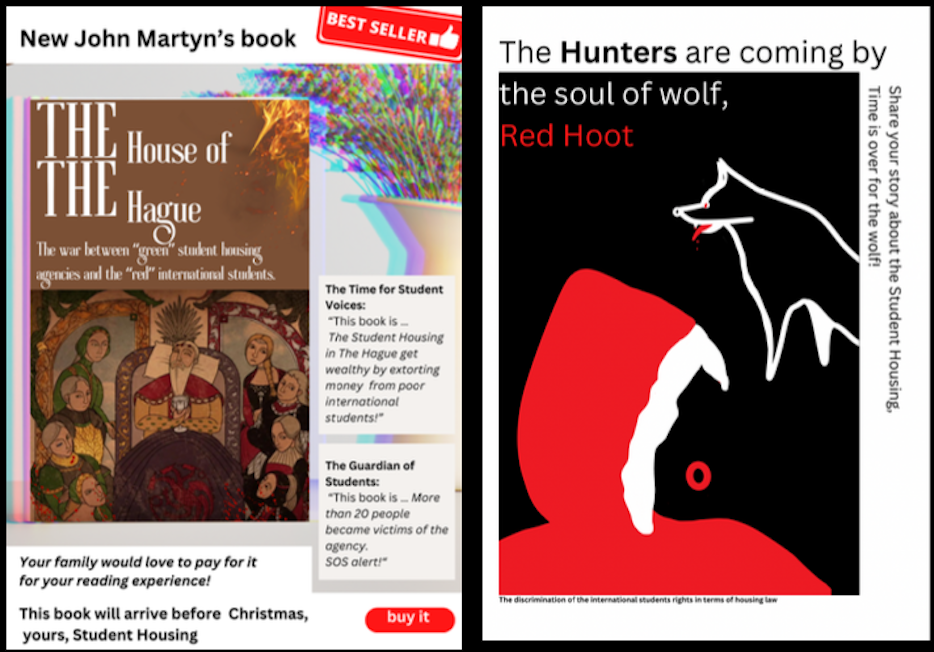 New John Martyn's book
BEST SELLER
THE House of
THE Hague
The war between "green" student housing
agencies and the "red" international students.
The Time for Student
Voices:
"This book is ...
The Student Housing
in The Hague get
wealthy by extorting
money from poor
international
students!"
The Guardian of
Students:
"This book is ... More
than 20 people
became victims of the
agency.
SOS alert!"
Your family would love to pay for it
for your reading experience!
This book will arrive before Christmas,
yours, Student Housing
buy it
The Hunters are coming by
the soul of wolf,
Red Hoot
Share your story about the Student Housing,
Time is over for the wolf!
The discrimination of the international students rights in terms of housing law